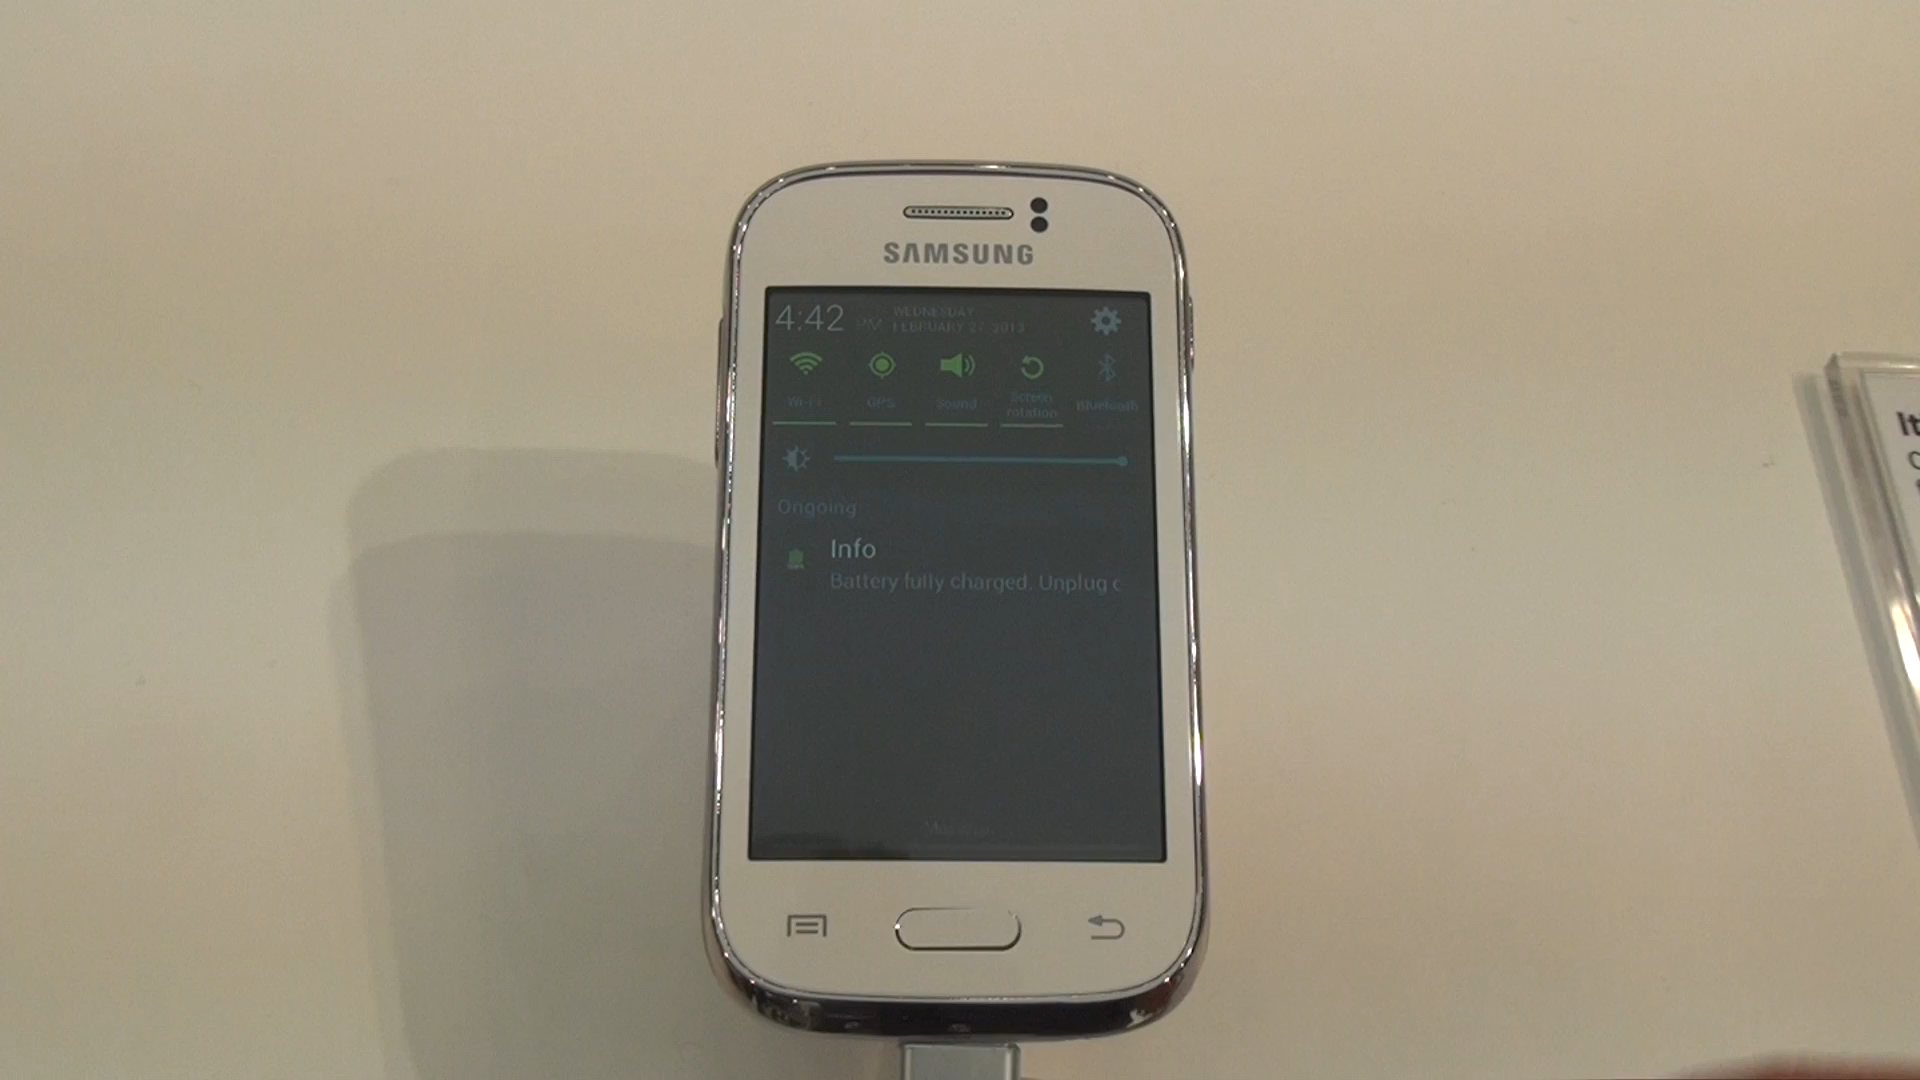 SAMSUNG
4:42 PM
WEDNESDAY
FEBRUARY 27, 2013
Wi-Fi
GPS
Sound
Screen
rotation
Bluetooth
Ongoing
Info
Battery fully charged. Unplug c
It